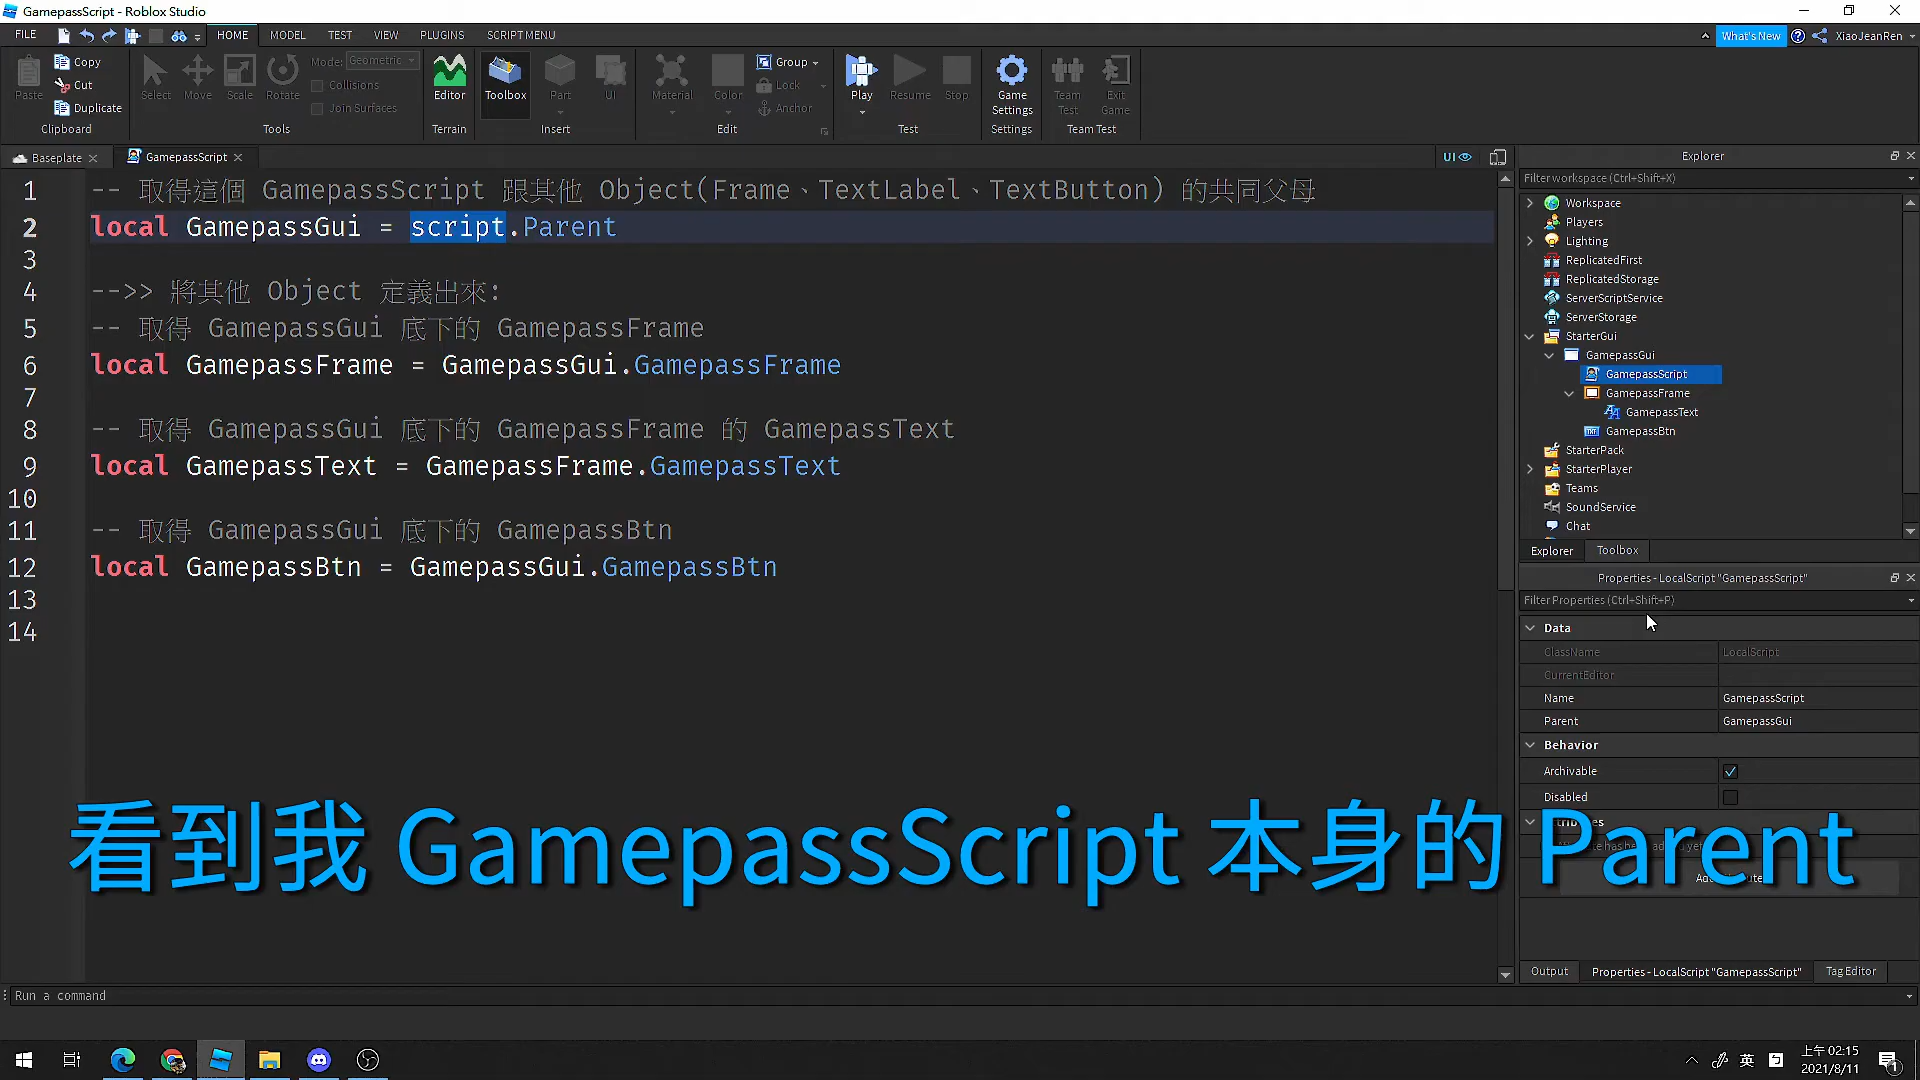 GamepassScript - Roblox Studio
FILE HOME MODEL TEST VIEW PLUGINS SCRIPT MENU What's New XiaoJeanRen
Paste Copy Cut Duplicate
Clipboard
Select Move Scale Rotate Mode: Geometric Collisions Join Surfaces
Tools
Editor
Terrain
Toolbox Part UI
Insert
Material Color Group Lock Anchor
Edit
Play Resume Stop
Test
Game Settings
Settings
Team Test Exit Game
Team Test
Baseplate GamepassScript UI
1 -- 取得這個 GamepassScript 跟其他 Object(Frame、TextLabel、TextButton) 的共同父母
2 local GamepassGui = script.Parent
3
4 -->> 將其他 Object 定義出來:
5 -- 取得 GamepassGui 底下的 GamepassFrame
6 local GamepassFrame = GamepassGui.GamepassFrame
7
8 -- 取得 GamepassGui 底下的 GamepassFrame 的 GamepassText
9 local GamepassText = GamepassFrame.GamepassText
10
11 -- 取得 GamepassGui 底下的 GamepassBtn
12 local GamepassBtn = GamepassGui.GamepassBtn
13
14
Explorer
Filter workspace (Ctrl+Shift+X)
Workspace
Players
Lighting
ReplicatedFirst
ReplicatedStorage
ServerScriptService
ServerStorage
StarterGui
GamepassGui
GamepassScript
GamepassFrame
GamepassText
GamepassBtn
StarterPack
StarterPlayer
Teams
SoundService
Chat
Explorer Toolbox
Properties - LocalScript "GamepassScript"
Filter Properties (Ctrl+Shift+P)
Data
ClassName LocalScript
CurrentEditor
Name GamepassScript
Parent GamepassGui
Behavior
Archivable
Disabled
看到我 GamepassScript 本身的 Parent
Output Properties - LocalScript "GamepassScript" Tag Editor
Run a command
英
上午 02:15
2021/8/11
1